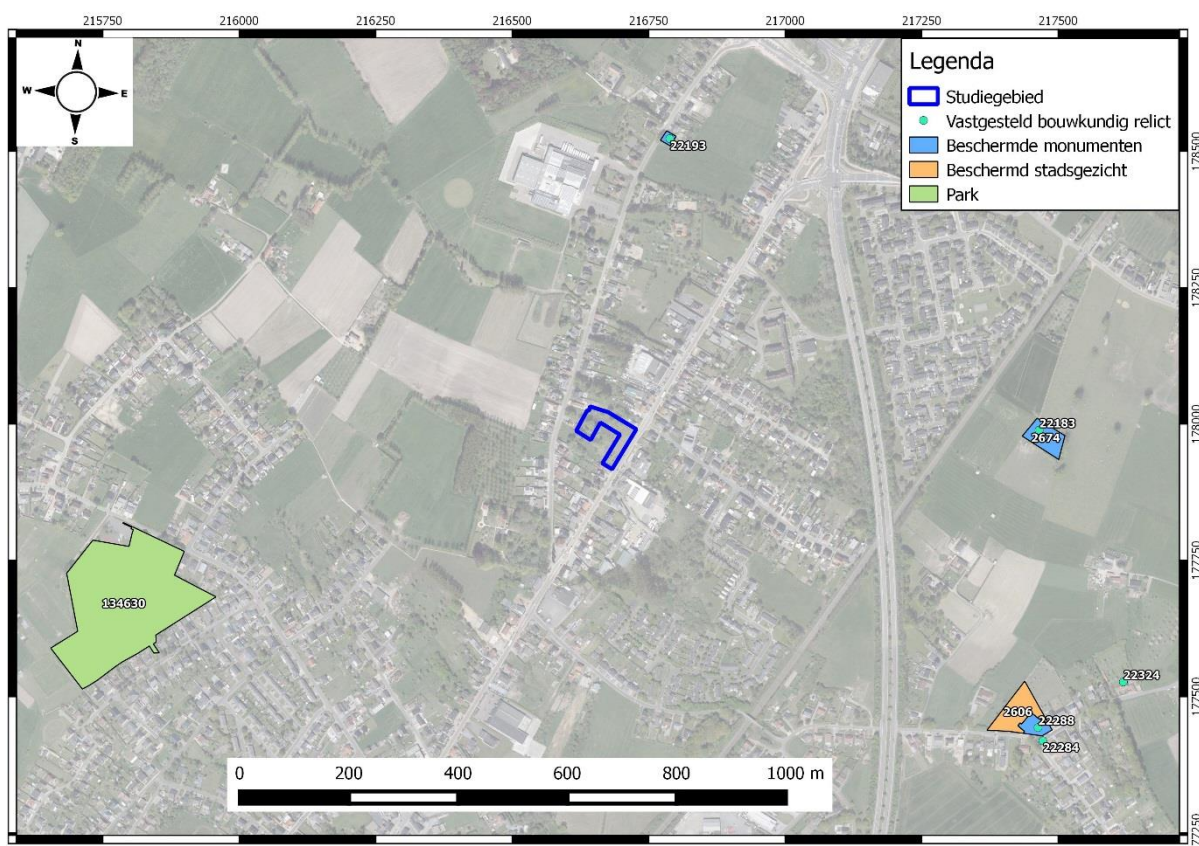 215750 216000 216250 216500 216750 217000 217250 217500
N
W E
S
Legenda
Studiegebied
Vastgesteld bouwkundig relict
Beschermde monumenten
Beschermd stadsgezicht
Park
22193
178500
178250
178000
22183
2674
177750
134630
22324
177500
2606
22288
22284
0 200 400 600 800 1000 m
177250